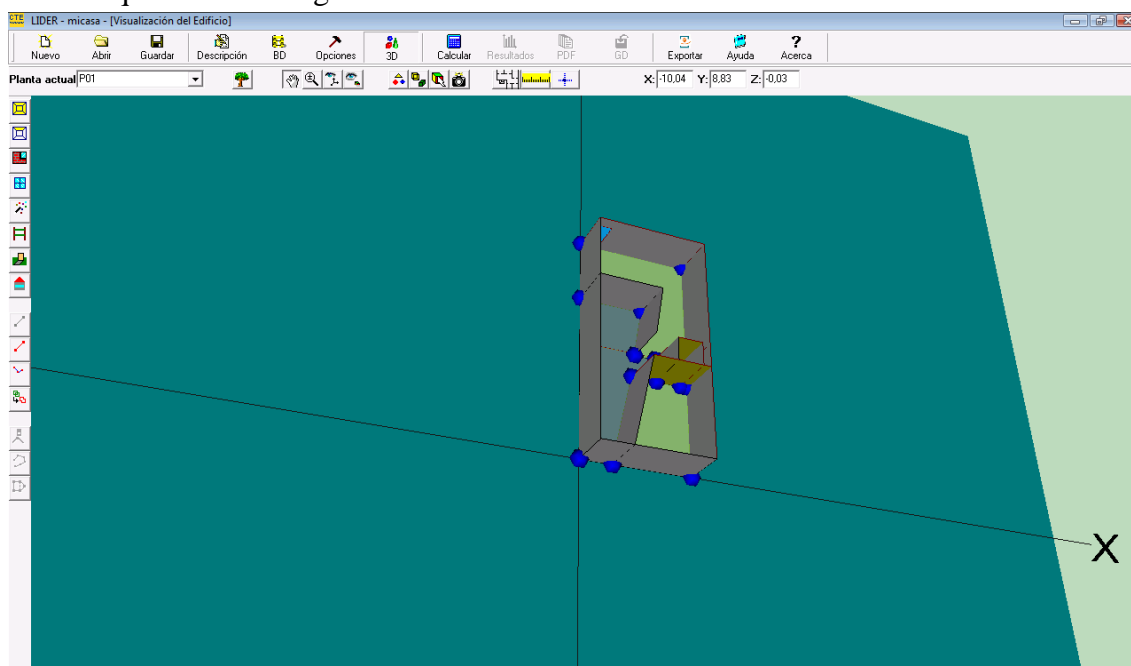 LIDER - micasa - [Visualización del Edificio]
Nuevo Abrir Guardar Descripción BD Opciones 3D Calcular Resultados PDF GD Exportar Ayuda Acerca
Planta actual P01 X: -10,04 Y: 8,83 Z: -0,03
X